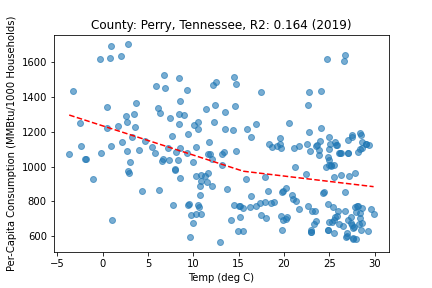 County: Perry, Tennessee, R2: 0.164 (2019)
Per-Capita Consumption (MMBtu/1000 Households)
1600
1400
1200
1000
800
600
−5 0 5 10 15 20 25 30
Temp (deg C)